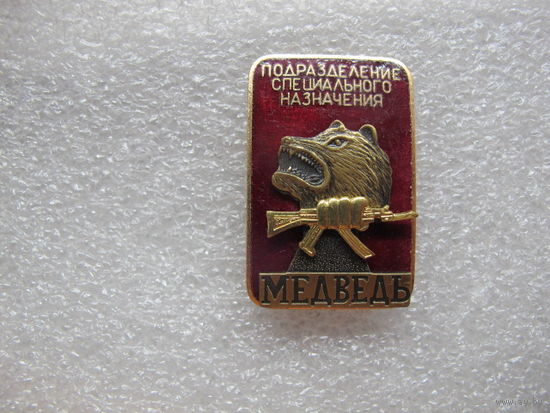 ПОДРАЗДЕЛЕНИЕ
СПЕЦИАЛЬНОГО
НАЗНАЧЕНИЯ
МЕДВЕДЬ